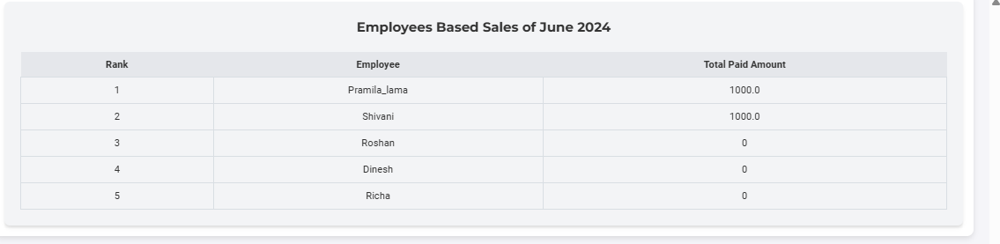 Employees Based Sales of June 2024
Rank Employee Total Paid Amount
1 Pramila_lama 1000.0
2 Shivani 1000.0
3 Roshan 0
4 Dinesh 0
5 Richa 0